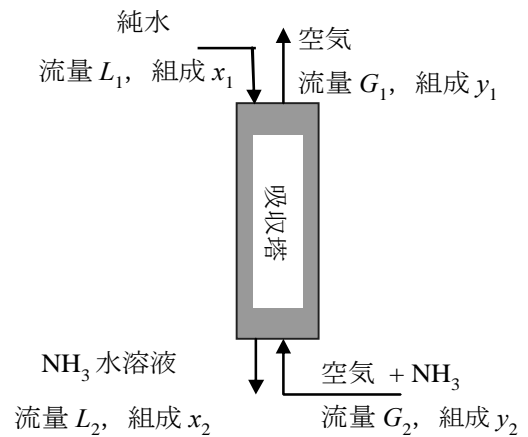 純水
流量 L₁, 組成 x₁
空気
流量 G₁, 組成 y₁
吸収塔
NH₃ 水溶液
流量 L₂, 組成 x₂
空気 + NH₃
流量 G₂, 組成 y₂